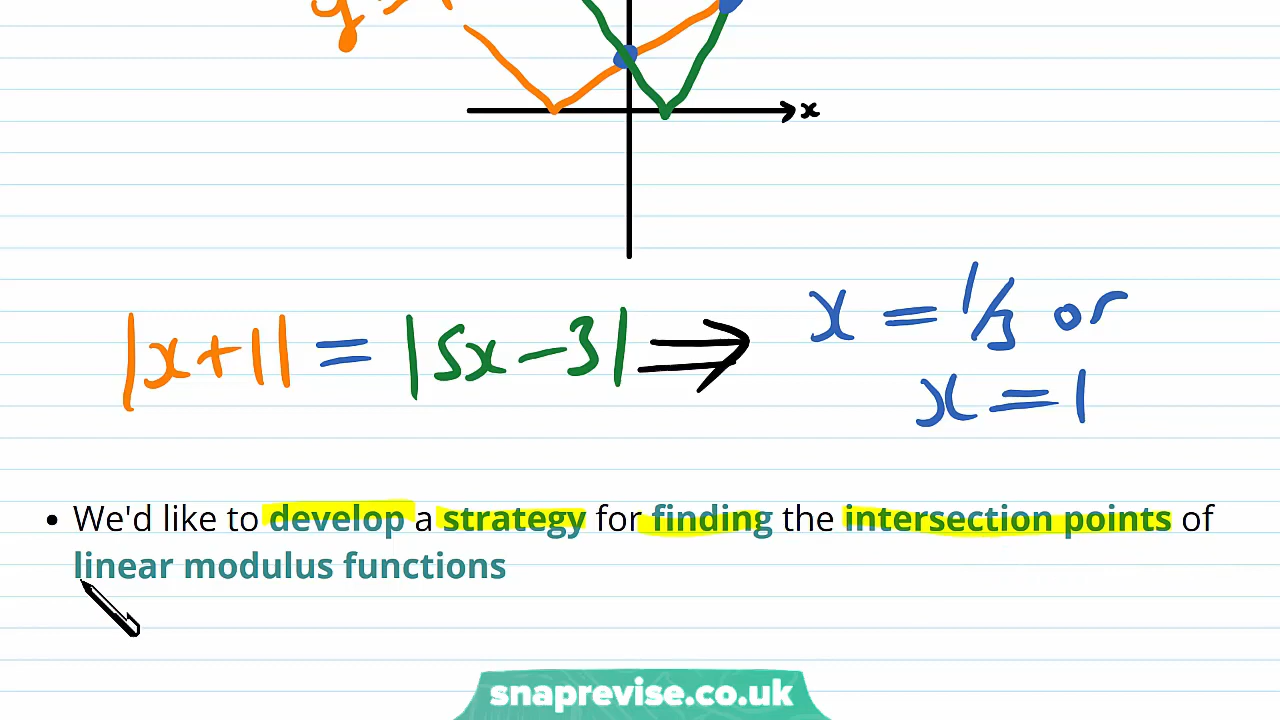 x
|x+1| = |5x-3| ⇒ x = 1/3 or
x = 1
• We'd like to develop a strategy for finding the intersection points of
linear modulus functions
snaprevise.co.uk